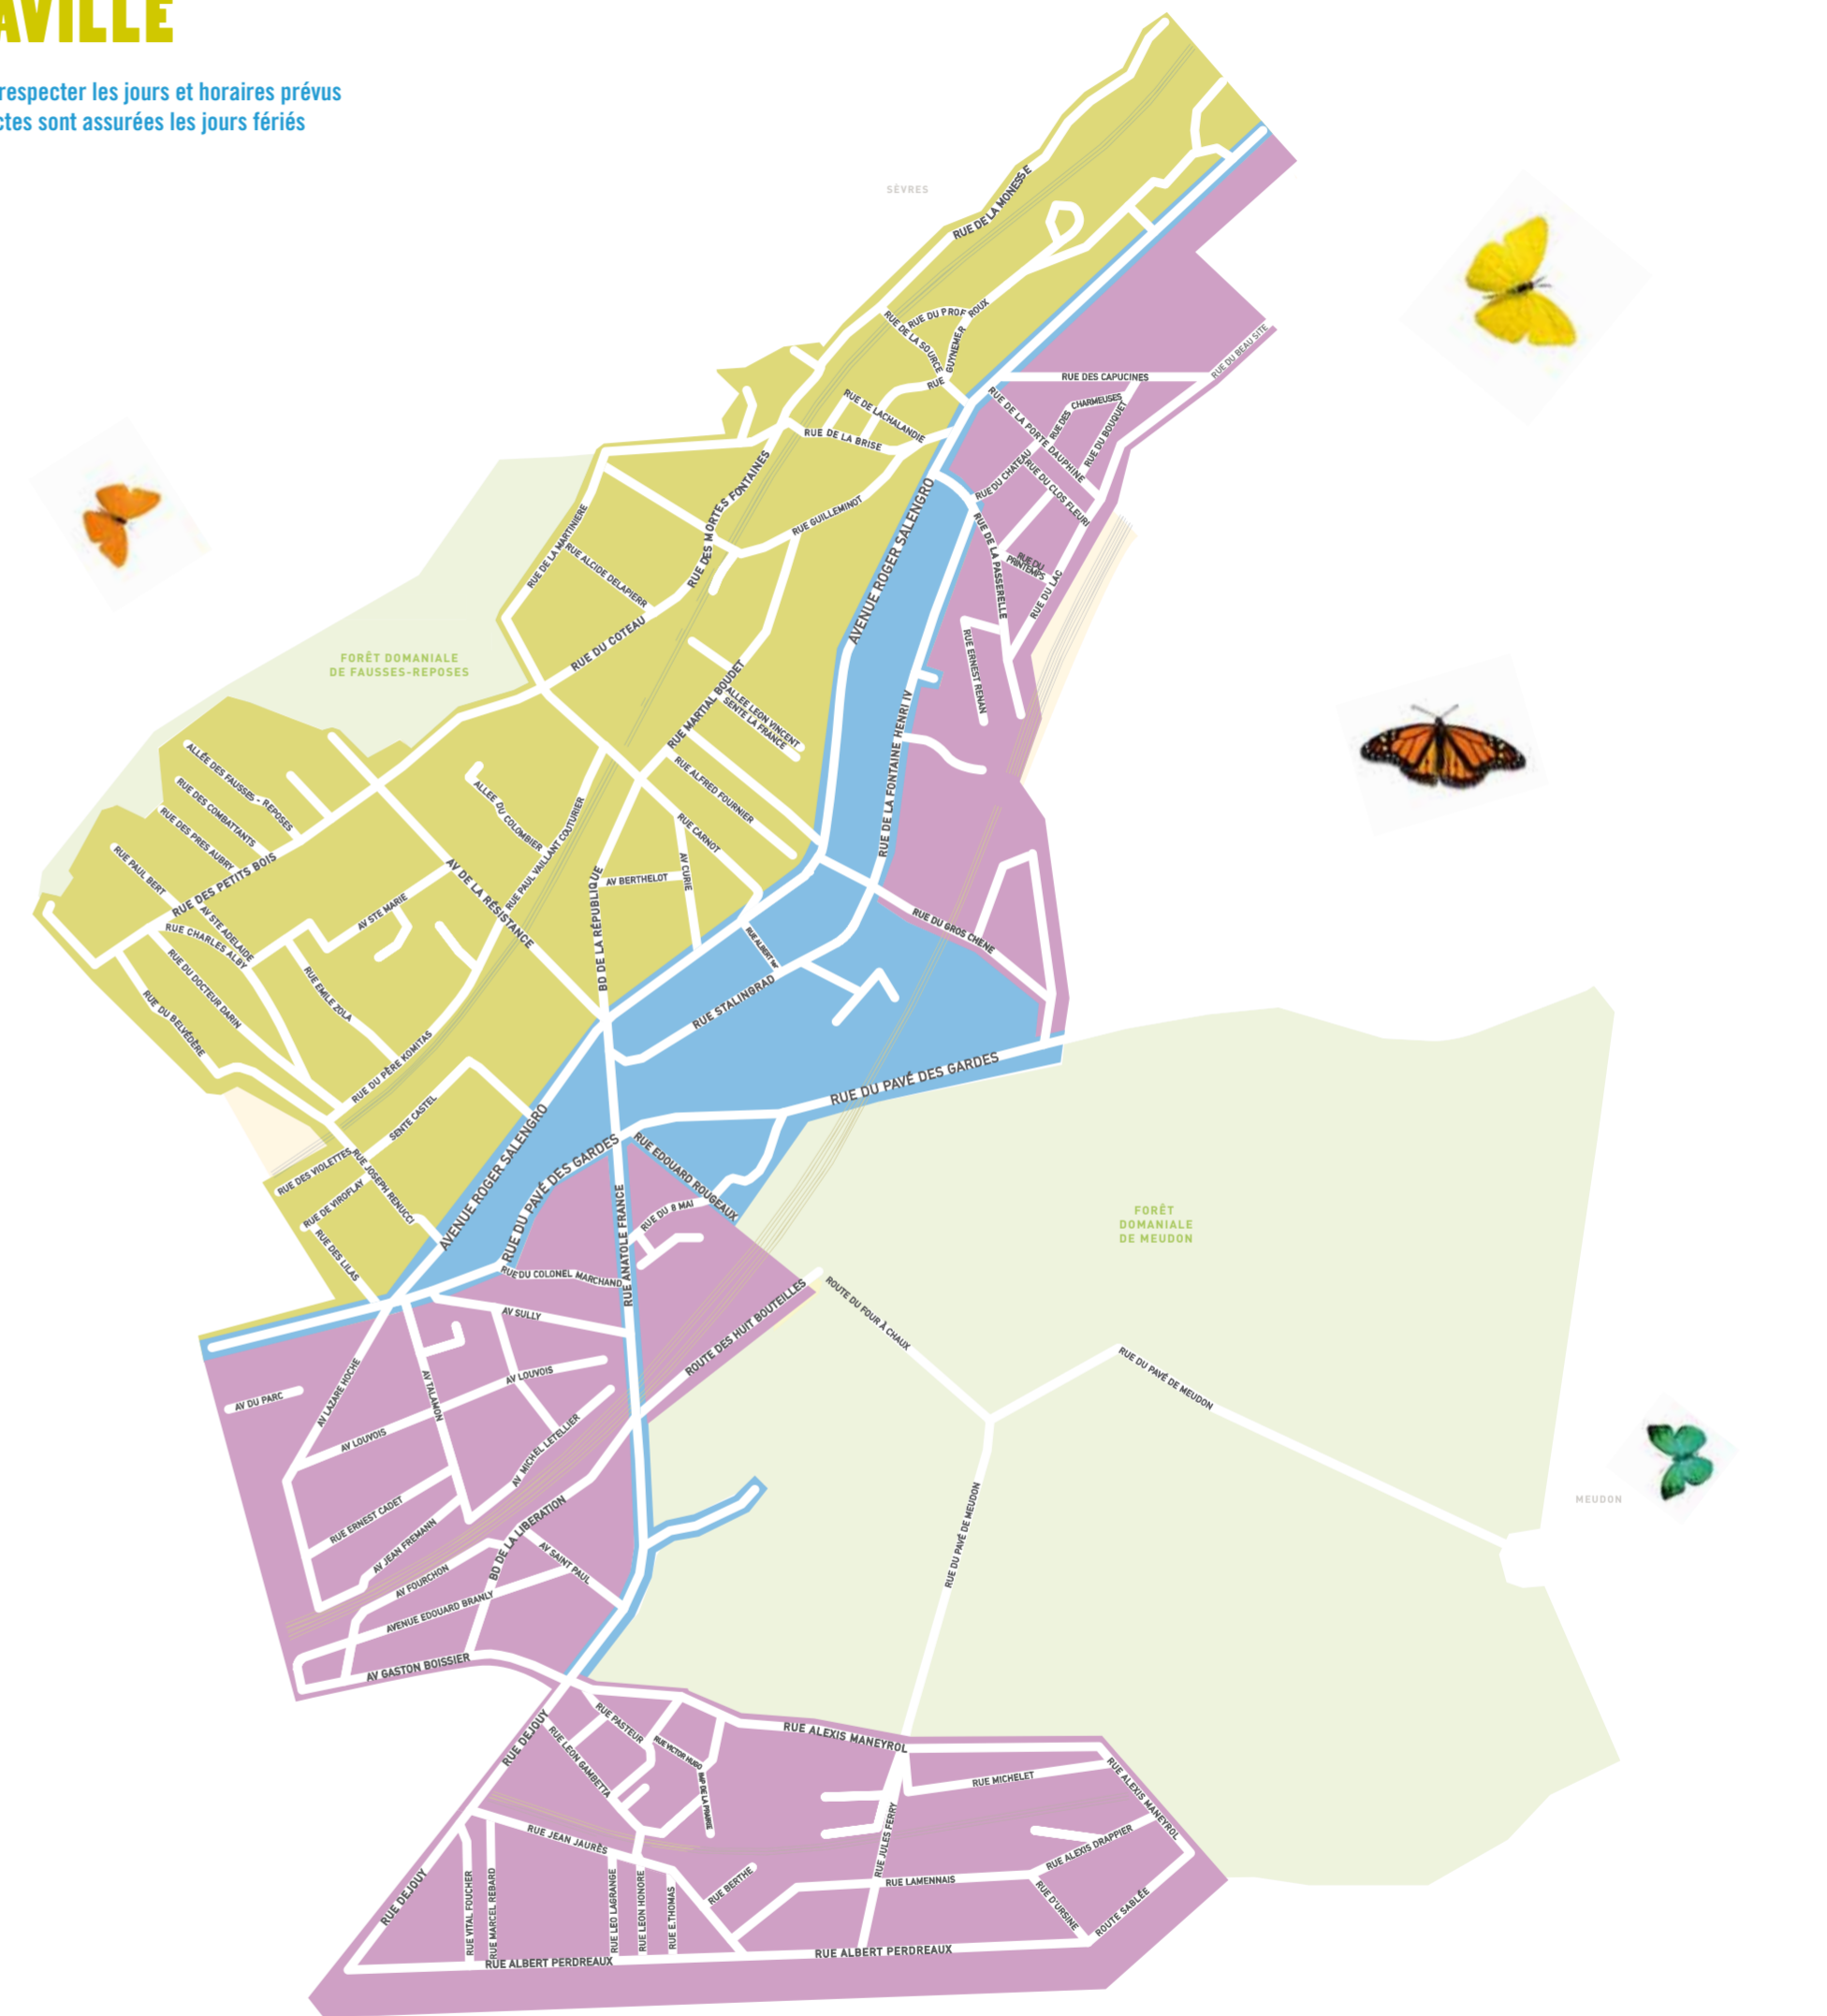 AVILLE
respecter les jours et horaires prévus
ctes sont assurées les jours fériés
SÈVRES
RUE DE LA MONESSE
RUE DU PROF ROUX
RUE DE LA SOURCE
RUE GUYNEMER
RUE DES CAPUCINES
RUE DU BEAU SITE
RUE DE LACHALANDIE
RUE DE LA BRISE
RUE DE LA PORTE DAUPHINE
RUE DES CHARMEUSES
RUE DU BOUQUET
RUE DU CHATEAU
RUE DU CLOS FLEURI
RUE DES MORTES FONTAINES
RUE GUILLEMINOT
AVENUE ROGER SALENGRO
RUE DE LA MARTINIERE
RUE ALCIDE DELAPIERR
RUE DE LA PASSERELLE
RUE DU
PRINTEMPS
RUE DU LAC
RUE DU COTEAU
RUE ERNEST RENAN
FORÊT DOMANIALE
DE FAUSSES-REPOSES
RUE MARTIAL BOUDET
ALLEE LEON VINCENT
SENTE LA FRANCE
RUE DE LA FONTAINE HENRI IV
ALLÉE DES FAUSSES - REPOSES
RUE DES COMBATTANTS
RUE DES PRES AUBRY
RUE PAUL BERT
RUE DES PETITS BOIS
ALLEE DU COLOMBIER
RUE PAUL VAILLANT COUTURIER
RUE ALFRED FOURNIER
RUE CARNOT
AV CURIE
AV BERTHELOT
BD DE LA RÉPUBLIQUE
AV DE LA RÉSISTANCE
AV STE MARIE
AV STE ADELAIDE
RUE CHARLES ALBY
RUE DU DOCTEUR DARIN
RUE EMILE ZOLA
RUE DU BELVÉDÈRE
RUE DU GROS CHENE
RUE ALBERT 1er
RUE STALINGRAD
RUE DU PÈRE KOMITAS
RUE DU PAVÉ DES GARDES
SENTE CASTEL
AVENUE ROGER SALENGRO
RUE DES VIOLETTES
RUE JOSEPH RENUCCI
RUE DE VIROFLAY
RUE DES LILAS
RUE DU PAVÉ DES GARDES
RUE EDOUARD ROUGEAUX
RUE DU 8 MAI
RUE ANATOLE FRANCE
RUE DU COLONEL MARCHAND
FORÊT
DOMANIALE
DE MEUDON
AV SULLY
ROUTE DES HUIT BOUTEILLES
ROUTE DU FOUR À CHAUX
RUE DU PAVÉ DE MEUDON
AV LAZARE HOCHE
AV TALAMON
AV LOUVOIS
AV DU PARC
AV LOUVOIS
AV MICHEL LETELLIER
MEUDON
RUE ERNEST CADET
AV JEAN FREMANN
BD DE LA LIBERATION
AV SAINT PAUL
AV FOURCHON
AVENUE EDOUARD BRANLY
AV GASTON BOISSIER
RUE DU PAVÉ DE MEUDON
RUE DEJOUY
RUE PASTEUR
RUE LEON GAMBETTA
RUE VICTOR HUGO
IMP DE LA PRAIRIE
RUE ALEXIS MANEYROL
RUE MICHELET
RUE ALEXIS MANEYROL
RUE JEAN JAURÈS
RUE JULES FERRY
RUE ALEXIS DRAPPIER
RUE DEJOUY
RUE VITAL FOUCHER
RUE MARCEL REBARD
RUE LEO LAGRANGE
RUE LEON HONORE
RUE E.THOMAS
RUE BERTHE
RUE LAMENNAIS
RUE D'URSINE
ROUTE SABLÉE
RUE ALBERT PERDREAUX
RUE ALBERT PERDREAUX